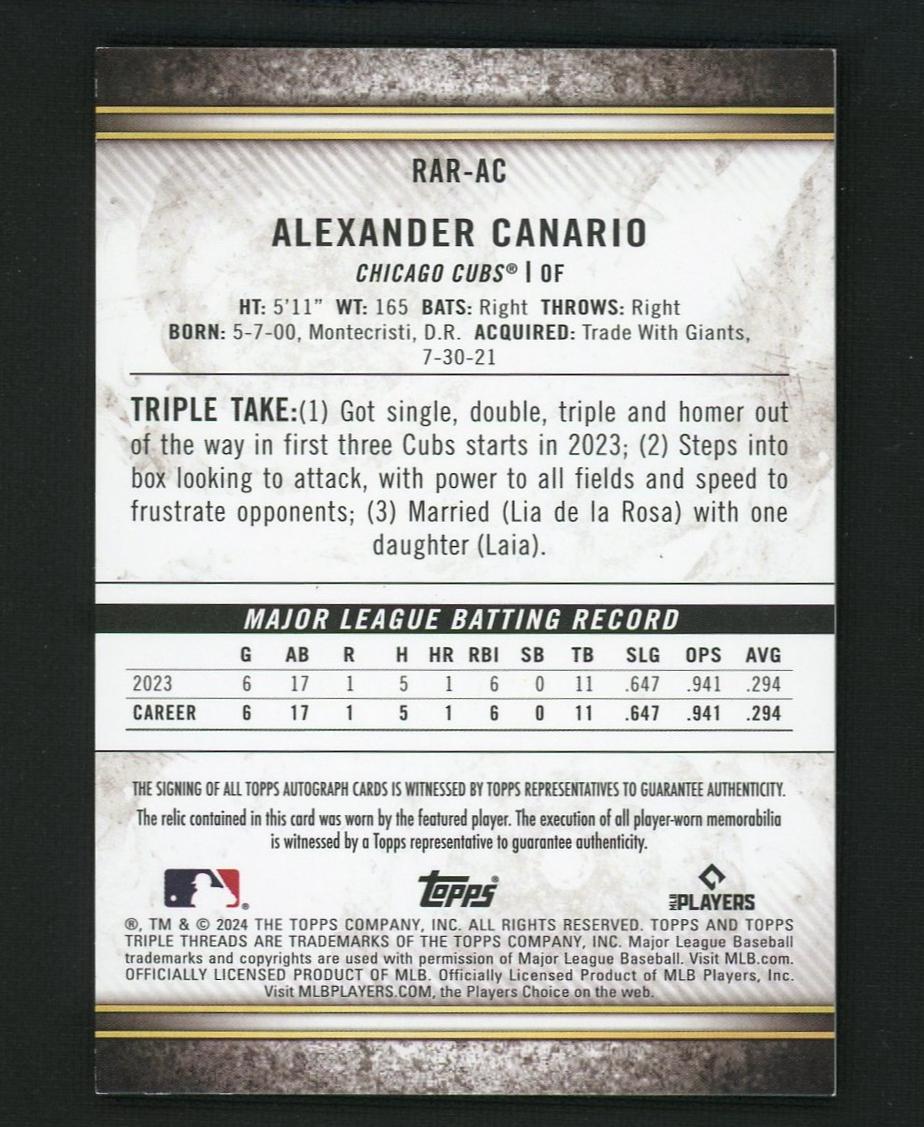 RAR-AC
ALEXANDER CANARIO
CHICAGO CUBS® | OF
HT: 5'11" WT: 165 BATS: Right THROWS: Right
BORN: 5-7-00, Montecristi, D.R. ACQUIRED: Trade With Giants,
7-30-21
TRIPLE TAKE:(1) Got single, double, triple and homer out
of the way in first three Cubs starts in 2023; (2) Steps into
box looking to attack, with power to all fields and speed to
frustrate opponents; (3) Married (Lia de la Rosa) with one
daughter (Laia).
MAJOR LEAGUE BATTING RECORD
G AB R H HR RBI SB TB SLG OPS AVG
2023 6 17 1 5 1 6 0 11 .647 .941 .294
CAREER 6 17 1 5 1 6 0 11 .647 .941 .294
THE SIGNING OF ALL TOPPS AUTOGRAPH CARDS IS WITNESSED BY TOPPS REPRESENTATIVES TO GUARANTEE AUTHENTICITY.
The relic contained in this card was worn by the featured player. The execution of all player-worn memorabilia
is witnessed by a Topps representative to guarantee authenticity.
® topps® MLB PLAYERS
®, TM & © 2024 THE TOPPS COMPANY, INC. ALL RIGHTS RESERVED. TOPPS AND TOPPS
TRIPLE THREADS ARE TRADEMARKS OF THE TOPPS COMPANY, INC. Major League Baseball
trademarks and copyrights are used with permission of Major League Baseball. Visit MLB.com.
OFFICIALLY LICENSED PRODUCT OF MLB. Officially Licensed Product of MLB Players, Inc.
Visit MLBPLAYERS.COM, the Players Choice on the web.